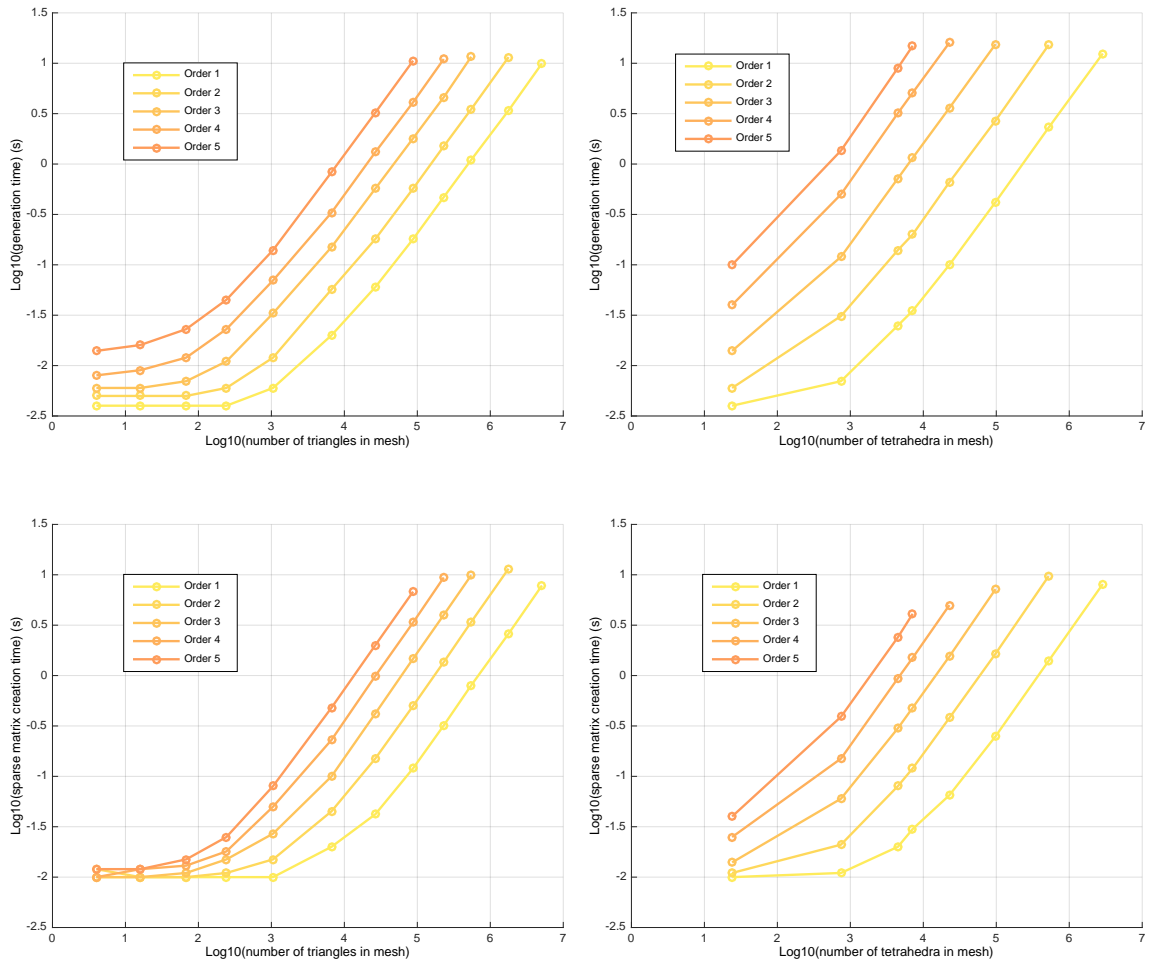 1.5
1
0.5
0
-0.5
-1
-1.5
-2
-2.5
0 1 2 3 4 5 6 7
Log10(generation time) (s)
Log10(number of triangles in mesh)
Order 1
Order 2
Order 3
Order 4
Order 5
1.5
1
0.5
0
-0.5
-1
-1.5
-2
-2.5
0 1 2 3 4 5 6 7
Log10(generation time) (s)
Log10(number of tetrahedra in mesh)
Order 1
Order 2
Order 3
Order 4
Order 5
1.5
1
0.5
0
-0.5
-1
-1.5
-2
-2.5
0 1 2 3 4 5 6 7
Log10(sparse matrix creation time) (s)
Log10(number of triangles in mesh)
Order 1
Order 2
Order 3
Order 4
Order 5
1.5
1
0.5
0
-0.5
-1
-1.5
-2
-2.5
0 1 2 3 4 5 6 7
Log10(sparse matrix creation time) (s)
Log10(number of tetrahedra in mesh)
Order 1
Order 2
Order 3
Order 4
Order 5